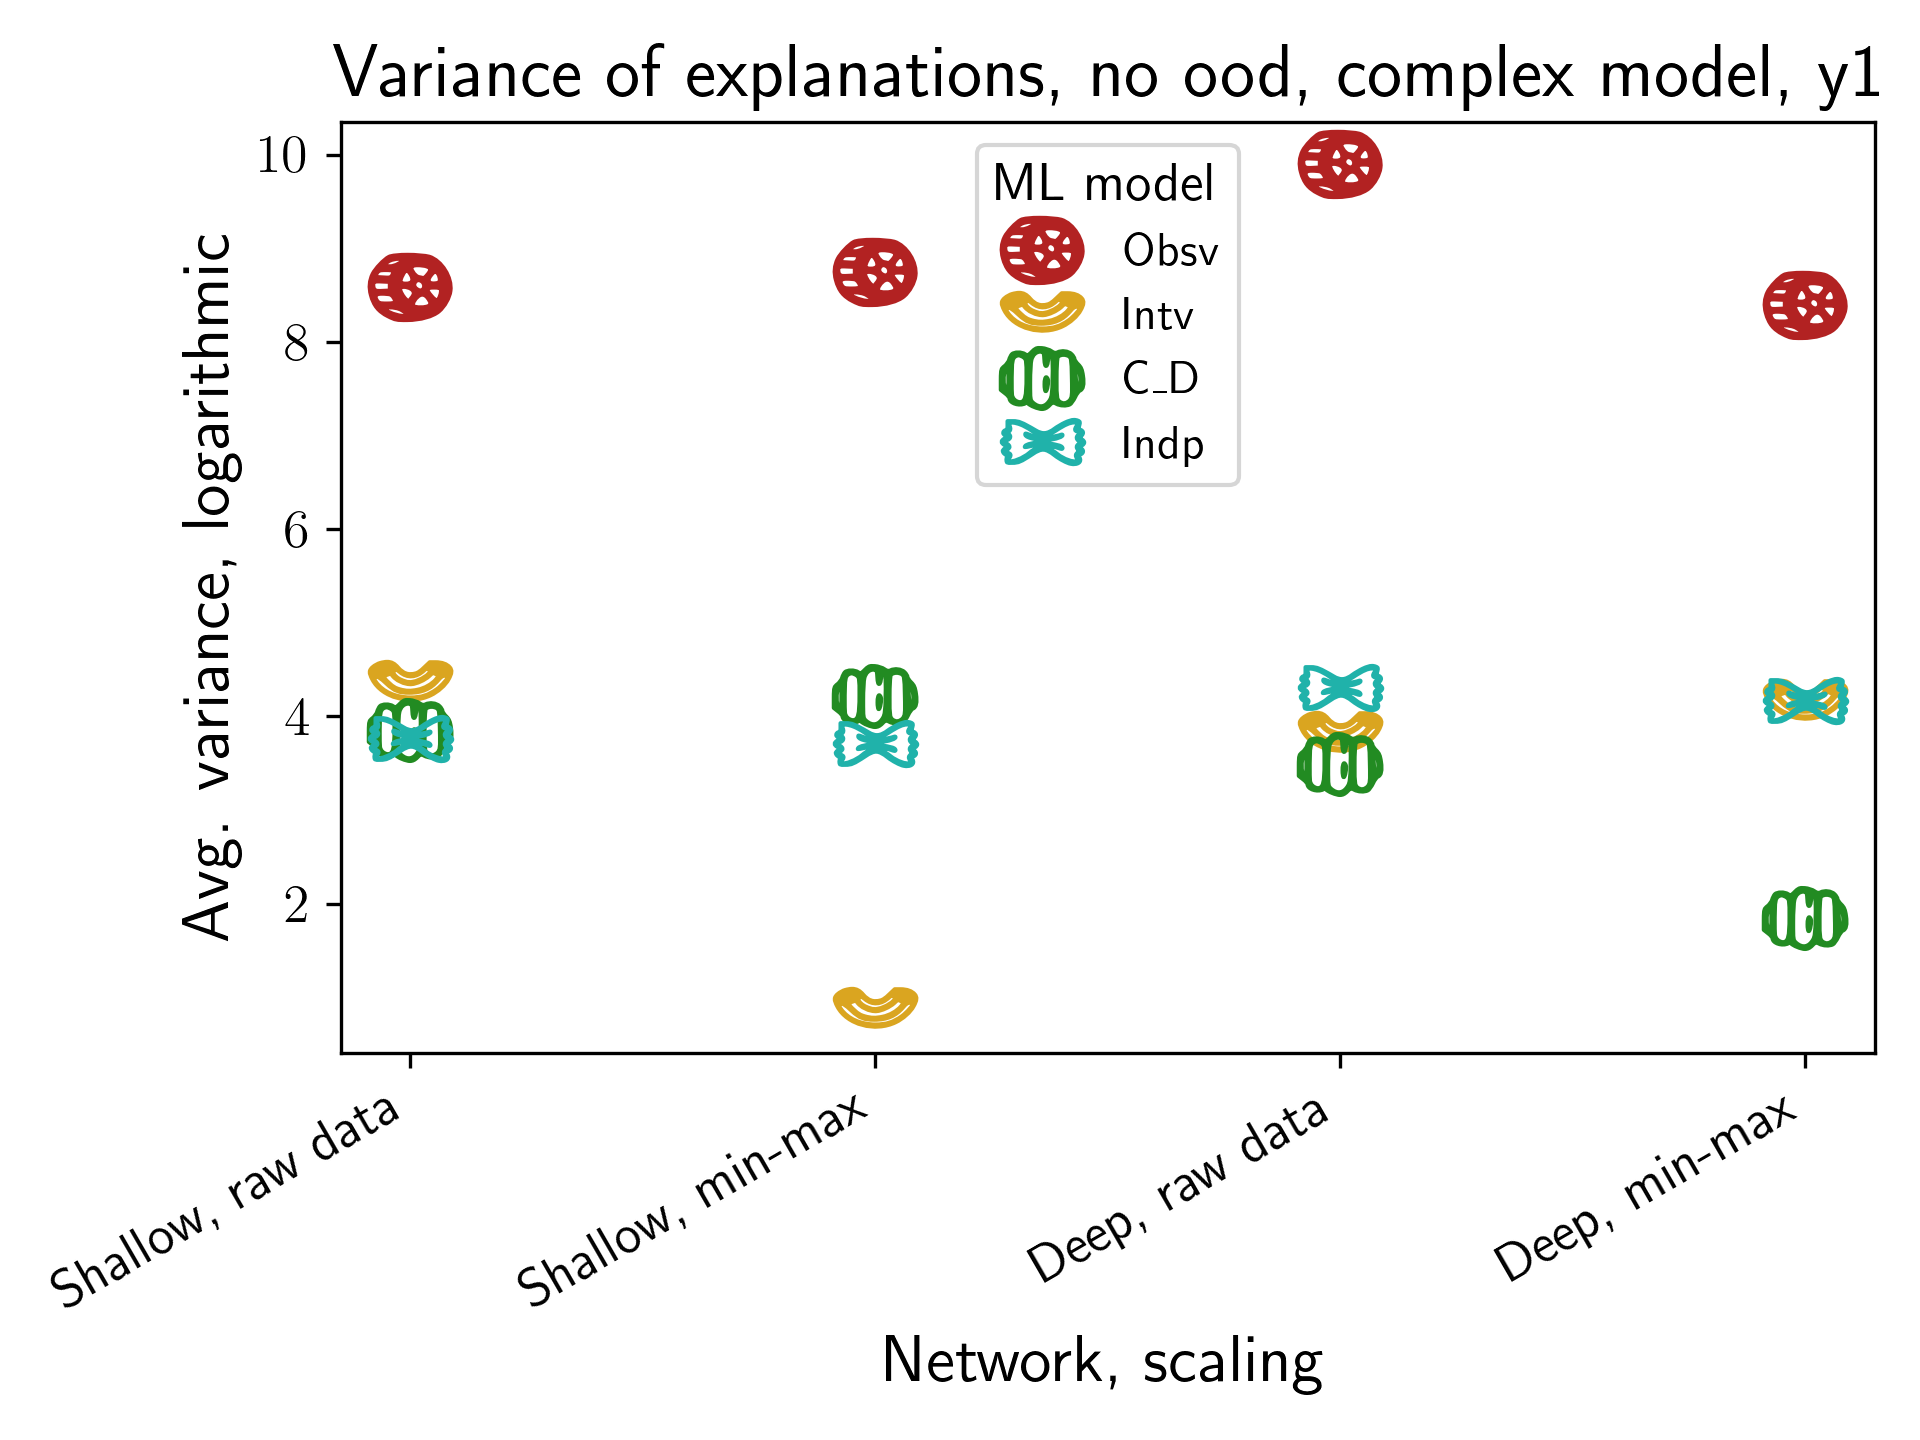 Variance of explanations, no ood, complex model, y1
Avg. variance, logarithmic
10
8
6
4
2
ML model
Obsv
Intv
C_D
Indp
Shallow, raw data
Shallow, min-max
Deep, raw data
Deep, min-max
Network, scaling